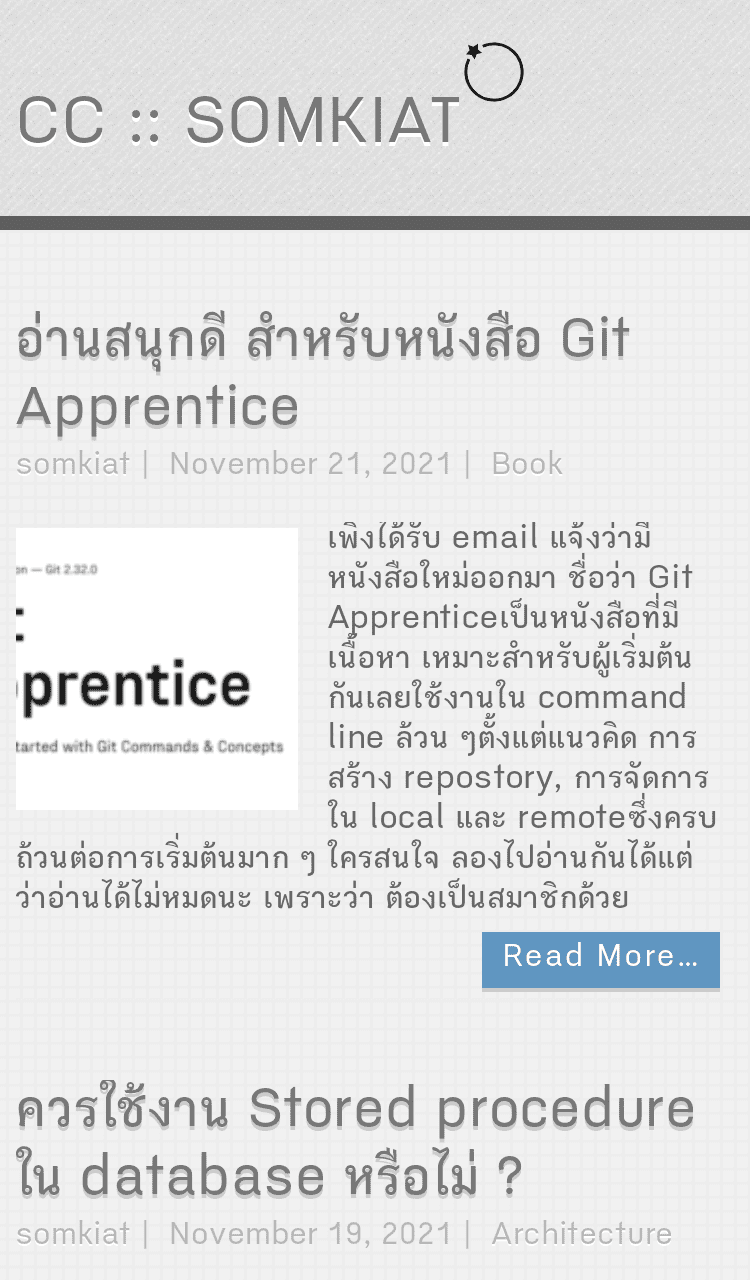 CC :: SOMKIAT
อ่านสนุกดี สำหรับหนังสือ Git
Apprentice
somkiat | November 21, 2021 | Book
on — Git 2.32.0
prentice
tarted with Git Commands & Concepts
เพิ่งได้รับ email แจ้งว่ามี
หนังสือใหม่ออกมา ชื่อว่า Git
Apprenticeเป็นหนังสือที่มี
เนื้อหา เหมาะสำหรับผู้เริ่มต้น
กันเลยใช้งานใน command
line ล้วน ๆตั้งแต่แนวคิด การ
สร้าง repostory, การจัดการ
ใน local และ remoteซึ่งครบ
ถ้วนต่อการเริ่มต้นมาก ๆ ใครสนใจ ลองไปอ่านกันได้แต่
ว่าอ่านได้ไม่หมดนะ เพราะว่า ต้องเป็นสมาชิกด้วย
Read More…
ควรใช้งาน Stored procedure
ใน database หรือไม่ ?
somkiat | November 19, 2021 | Architecture